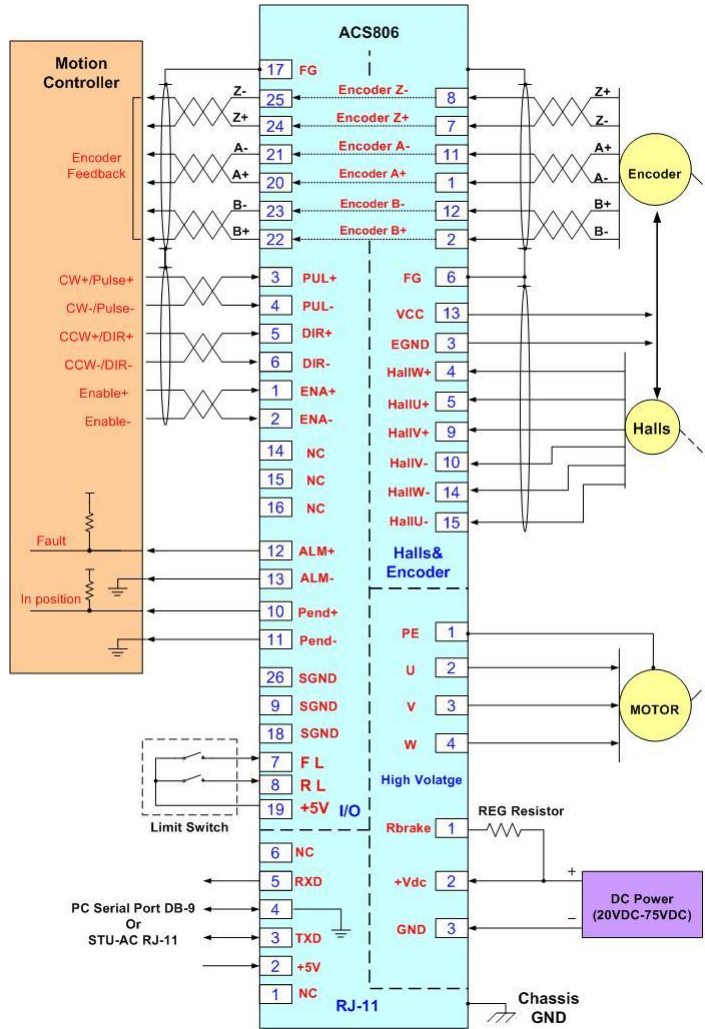 ACS806
Motion
Controller
17 FG
Z- 25 Encoder Z- 8 Z+
Z+ 24 Encoder Z+ 7 Z-
A- 21 Encoder A- 11 A+
Encoder
Feedback
A+ 20 Encoder A+ 1 A-
Encoder
B- 23 Encoder B- 12 B+
B+ 22 Encoder B+ 2 B-
CW+/Pulse+ 3 PUL+
FG 6
CW-/Pulse- 4 PUL-
VCC 13
CCW+/DIR+ 5 DIR+
EGND 3
CCW-/DIR- 6 DIR-
HallW+ 4
Enable+ 1 ENA+
HallU+ 5
Enable- 2 ENA-
HallV+ 9
Halls
14 NC
HallV- 10
15 NC
HallW- 14
16 NC
HallU- 15
Fault
12 ALM+
Halls&
Encoder
13 ALM-
In position
10 Pend+
11 Pend-
PE 1
U 2
26 SGND
9 SGND
V 3
MOTOR
18 SGND
W 4
7 F L
8 R L
High Volatge
19 +5V I/O
Limit Switch
Rbrake 1
REG Resistor
6 NC
5 RXD
+Vdc 2
+
DC Power
(20VDC-75VDC)
PC Serial Port DB-9
Or
STU-AC RJ-11
4
GND 3
−
3 TXD
2 +5V
1 NC
RJ-11
Chassis
GND